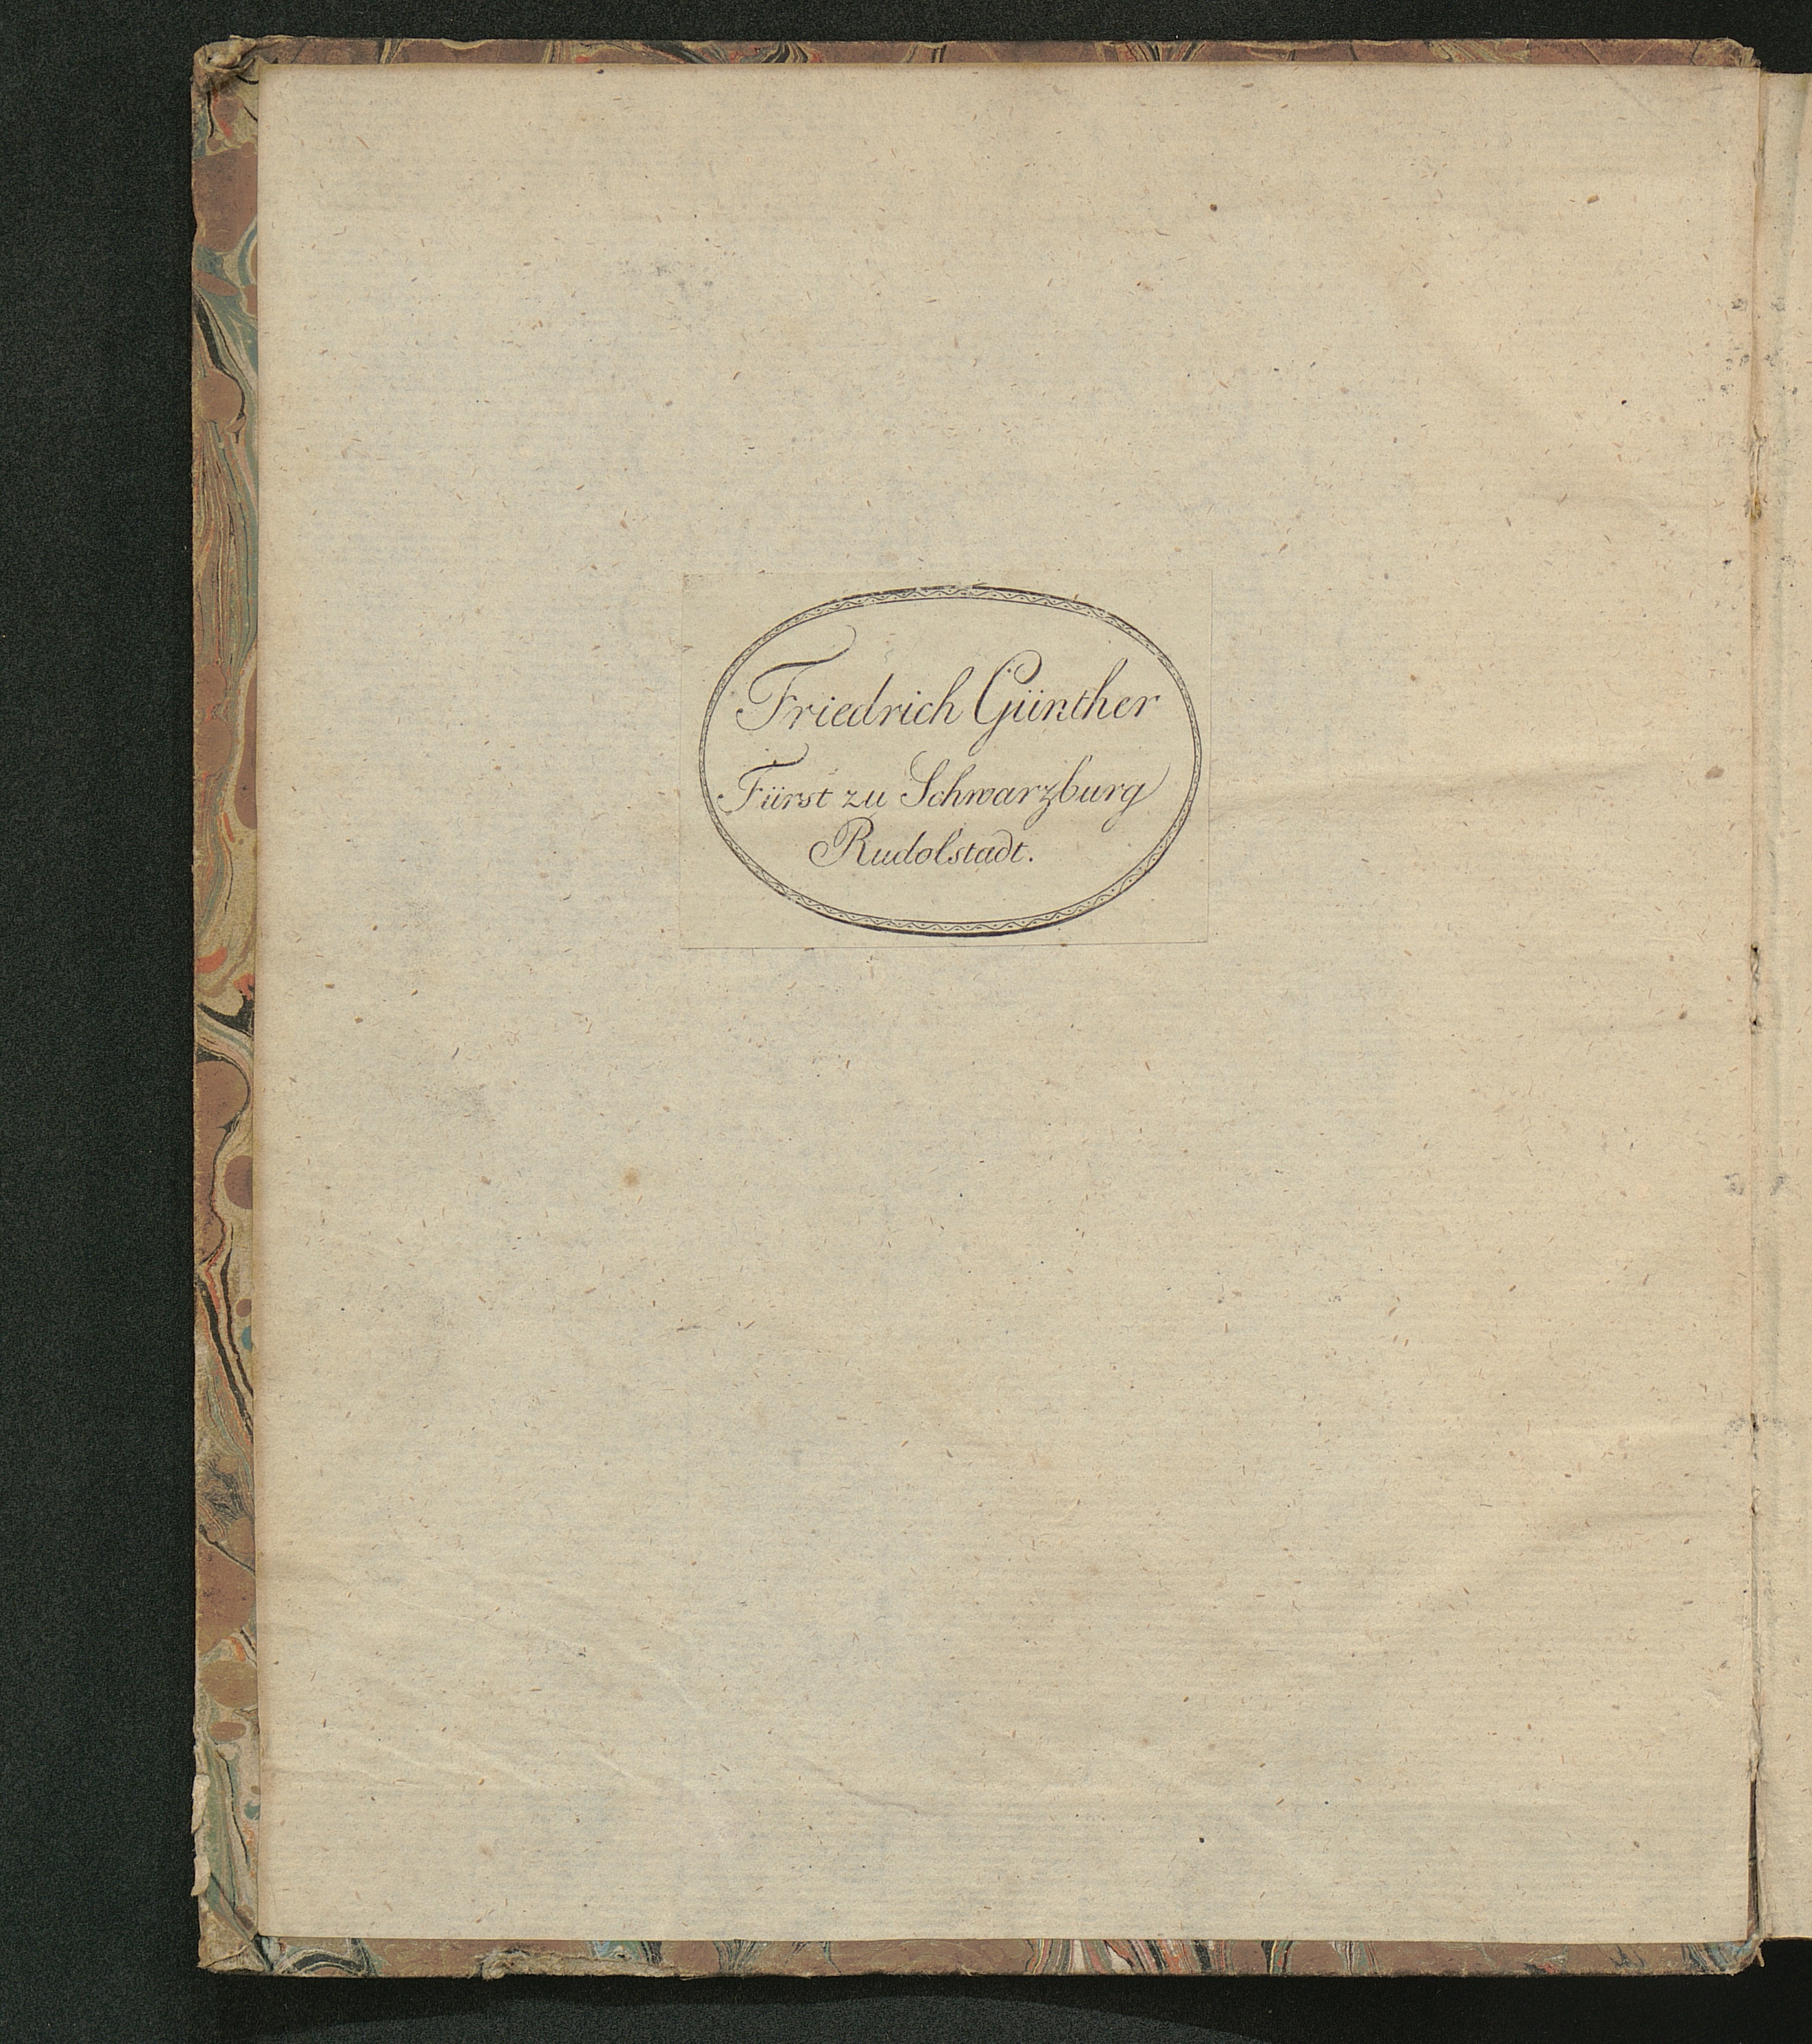 Friedrich Günther
Fürst zu Schwarzburg
Rudolstadt.